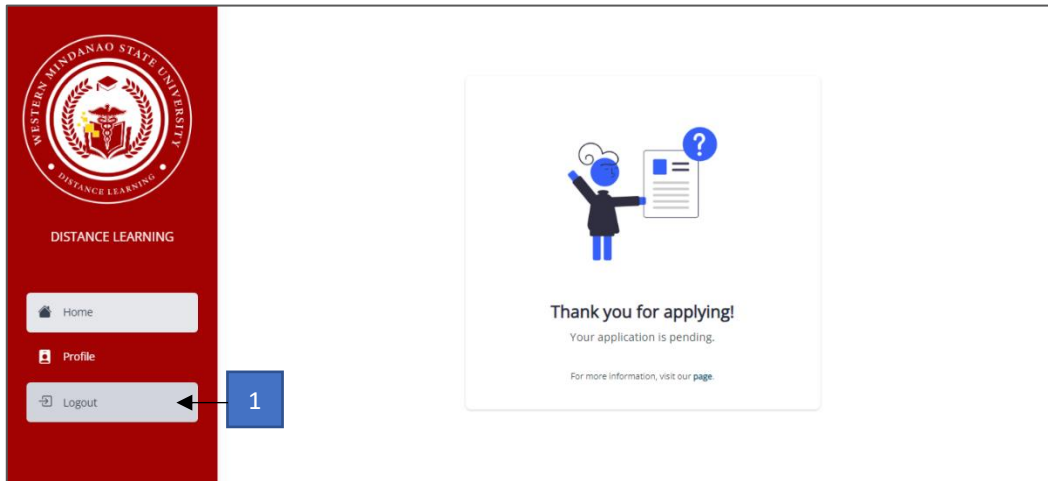 WESTERN MINDANAO STATE UNIVERSITY
DISTANCE LEARNING
DISTANCE LEARNING
Home
Profile
Logout
1
?
Thank you for applying!
Your application is pending.
For more information, visit our page.